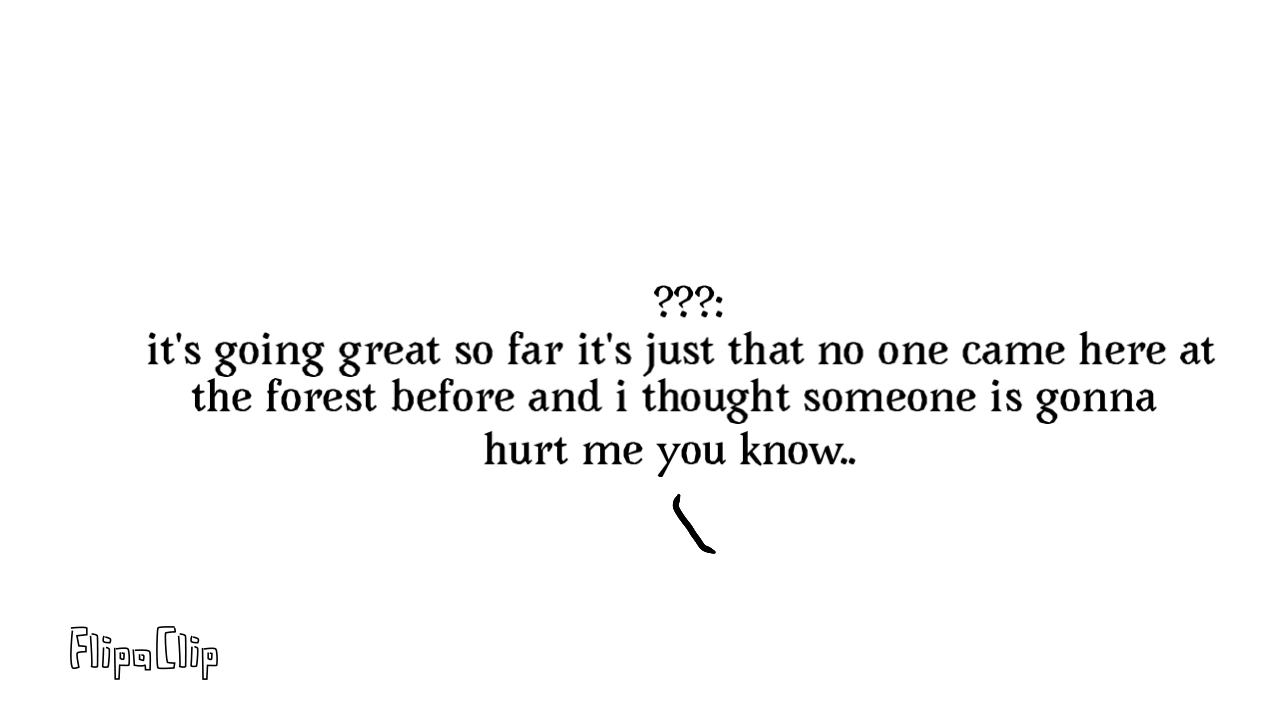 ???:
it's going great so far it's just that no one came here at
the forest before and i thought someone is gonna
hurt me you know..
FlipaClip